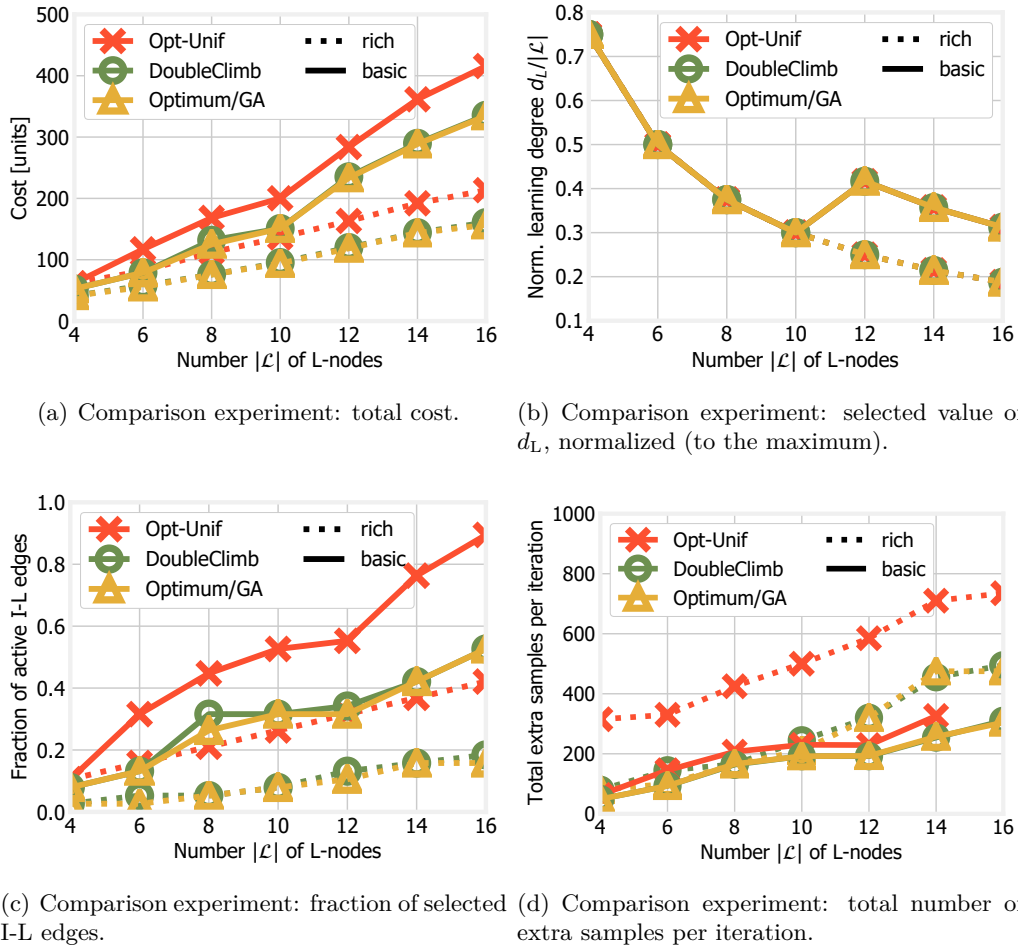 500
400
300
200
100
0
Cost [units]
Opt-Unif
DoubleClimb
Optimum/GA
rich
basic
4 6 8 10 12 14 16
Number |ℒ| of L-nodes
(a) Comparison experiment: total cost.
0.8
0.7
0.6
0.5
0.4
0.3
0.2
0.1
Norm. learning degree d_L/|ℒ|
Opt-Unif
DoubleClimb
Optimum/GA
rich
basic
4 6 8 10 12 14 16
Number |ℒ| of L-nodes
(b) Comparison experiment: selected value o
d_L, normalized (to the maximum).
1.0
0.8
0.6
0.4
0.2
0.0
Fraction of active I-L edges
Opt-Unif
DoubleClimb
Optimum/GA
rich
basic
4 6 8 10 12 14 16
Number |ℒ| of L-nodes
(c) Comparison experiment: fraction of selected
I-L edges.
1000
800
600
400
200
0
Total extra samples per iteration
Opt-Unif
DoubleClimb
Optimum/GA
rich
basic
4 6 8 10 12 14 16
Number |ℒ| of L-nodes
(d) Comparison experiment: total number o
extra samples per iteration.